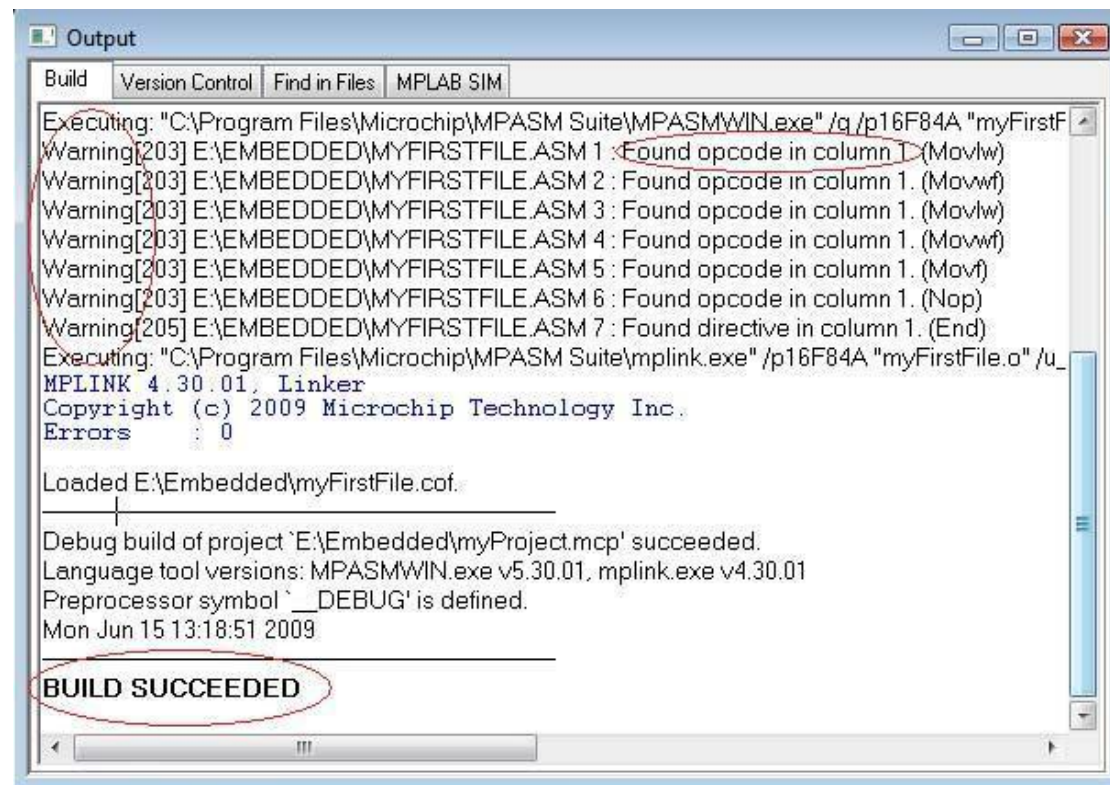 Output
Build Version Control Find in Files MPLAB SIM
Executing: "C:\Program Files\Microchip\MPASM Suite\MPASMWIN.exe" /q /p16F84A "myFirstF
Warning[203] E:\EMBEDDED\MYFIRSTFILE.ASM 1 : Found opcode in column 1. (Movlw)
Warning[203] E:\EMBEDDED\MYFIRSTFILE.ASM 2 : Found opcode in column 1. (Movwf)
Warning[203] E:\EMBEDDED\MYFIRSTFILE.ASM 3 : Found opcode in column 1. (Movlw)
Warning[203] E:\EMBEDDED\MYFIRSTFILE.ASM 4 : Found opcode in column 1. (Movwf)
Warning[203] E:\EMBEDDED\MYFIRSTFILE.ASM 5 : Found opcode in column 1. (Movf)
Warning[203] E:\EMBEDDED\MYFIRSTFILE.ASM 6 : Found opcode in column 1. (Nop)
Warning[205] E:\EMBEDDED\MYFIRSTFILE.ASM 7 : Found directive in column 1. (End)
Executing: "C:\Program Files\Microchip\MPASM Suite\mplink.exe" /p16F84A "myFirstFile.o" /u_
MPLINK 4.30.01, Linker
Copyright (c) 2009 Microchip Technology Inc.
Errors : 0
Loaded E:\Embedded\myFirstFile.cof.
Debug build of project `E:\Embedded\myProject.mcp' succeeded.
Language tool versions: MPASMWIN.exe v5.30.01, mplink.exe v4.30.01
Preprocessor symbol `__DEBUG' is defined.
Mon Jun 15 13:18:51 2009
BUILD SUCCEEDED